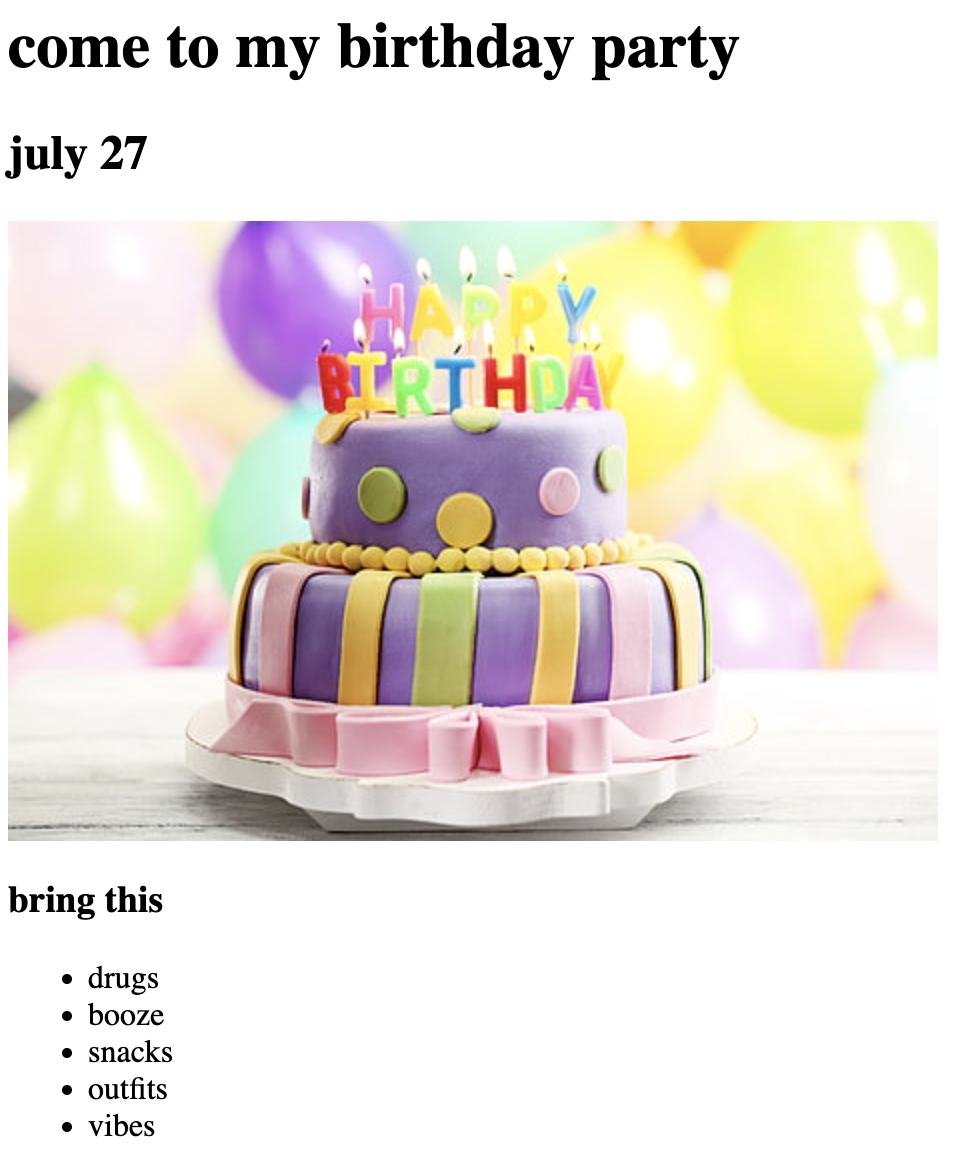 come to my birthday party
july 27
HAPPY
BIRTHDAY
bring this
drugs
booze
snacks
outfits
vibes